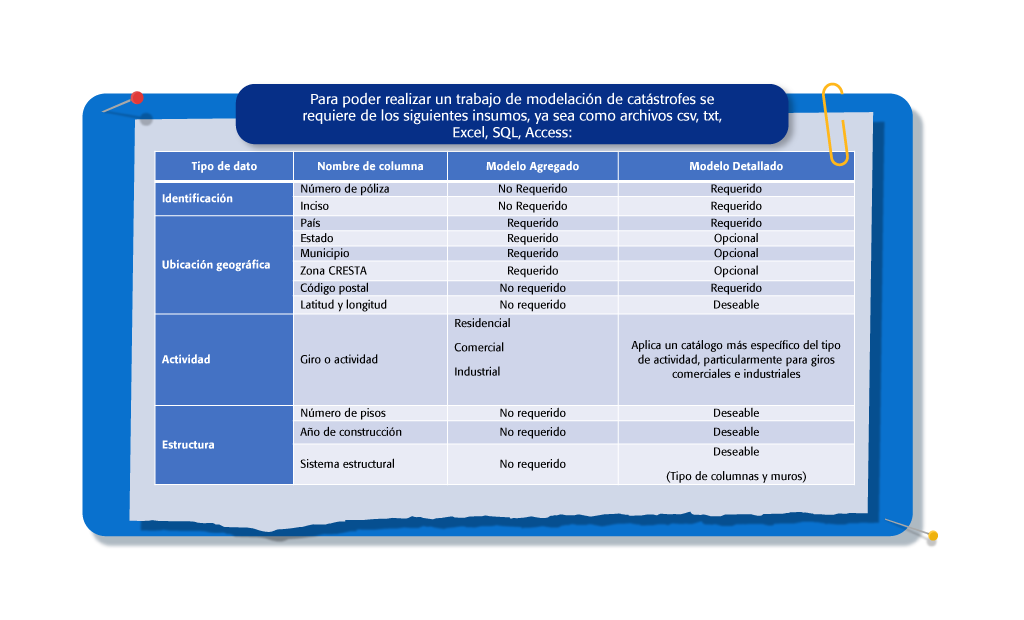 Para poder realizar un trabajo de modelación de catástrofes se
requiere de los siguientes insumos, ya sea como archivos csv, txt,
Excel, SQL, Access:
Tipo de dato Nombre de columna Modelo Agregado Modelo Detallado
Identificación
Número de póliza No Requerido Requerido
Inciso No Requerido Requerido
Ubicación geográfica
País Requerido Requerido
Estado Requerido Opcional
Municipio Requerido Opcional
Zona CRESTA Requerido Opcional
Código postal No requerido Requerido
Latitud y longitud No requerido Deseable
Actividad
Giro o actividad
Residencial
Comercial
Industrial
Aplica un catálogo más específico del tipo
de actividad, particularmente para giros
comerciales e industriales
Estructura
Número de pisos No requerido Deseable
Año de construcción No requerido Deseable
Sistema estructural No requerido
Deseable
(Tipo de columnas y muros)